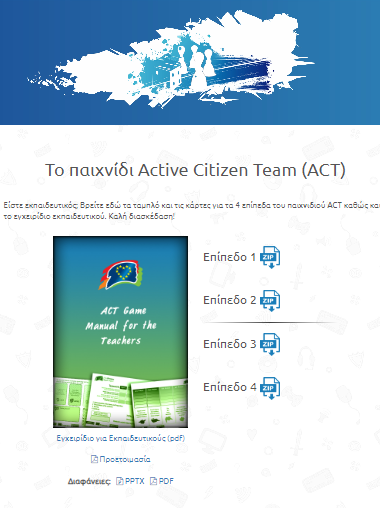 Το παιχνίδι Active Citizen Team (ACT)
Είστε εκπαιδευτικός; Βρείτε εδώ τα ταμπλό και τις κάρτες για τα 4 επίπεδα του παιχνιδιού ACT καθώς και
το εγχειρίδιο εκπαιδευτικού. Καλή διασκέδαση!
ACT Game
Manual for the
Teachers
Εγχειρίδιο για Εκπαιδευτικούς (pdf)
Προετοιμασία
Διαφάνειες: PPTX PDF
Επίπεδο 1 ZIP
Επίπεδο 2 ZIP
Επίπεδο 3 ZIP
Επίπεδο 4 ZIP